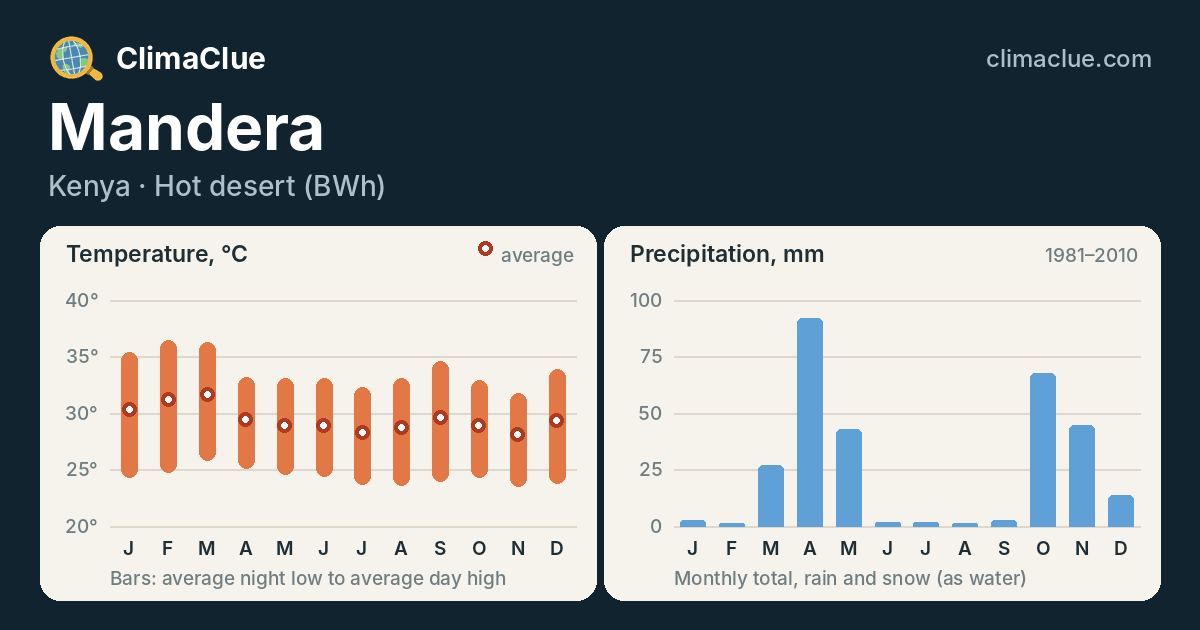 ClimaClue
climaclue.com
Mandera
Kenya · Hot desert (BWh)
Temperature, °C
average
40°
35°
30°
25°
20°
J F M A M J J A S O N D
Bars: average night low to average day high
Precipitation, mm
1981–2010
100
75
50
25
0
J F M A M J J A S O N D
Monthly total, rain and snow (as water)